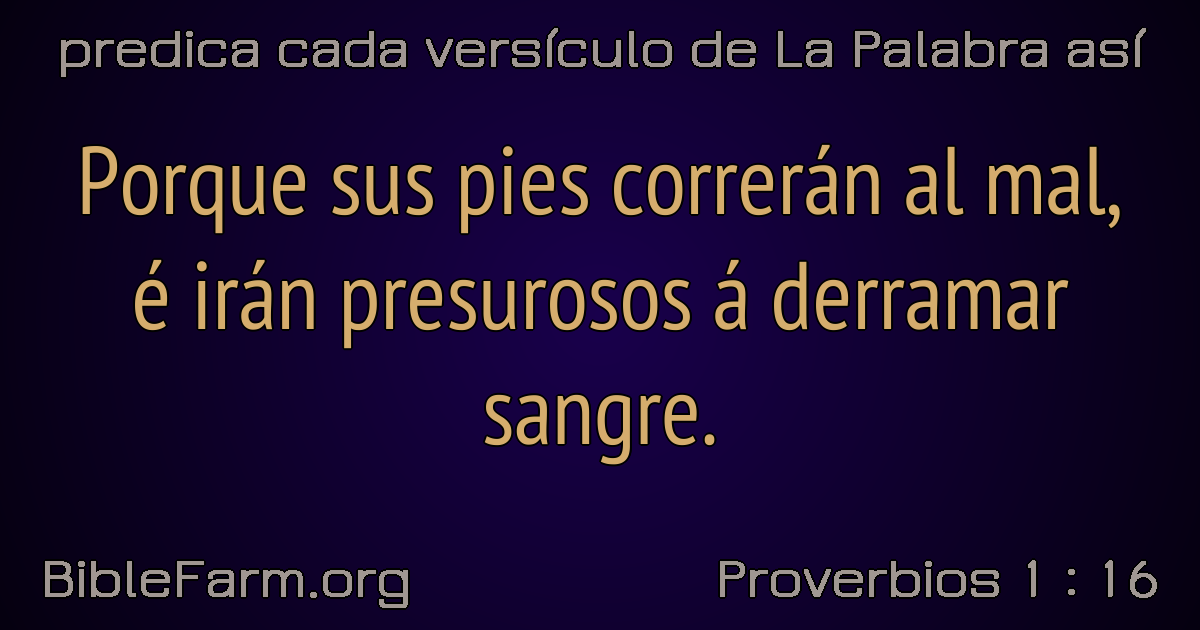 predica cada versículo de La Palabra así
Porque sus pies correrán al mal,
é irán presurosos á derramar
sangre.
BibleFarm.org
Proverbios 1 : 16